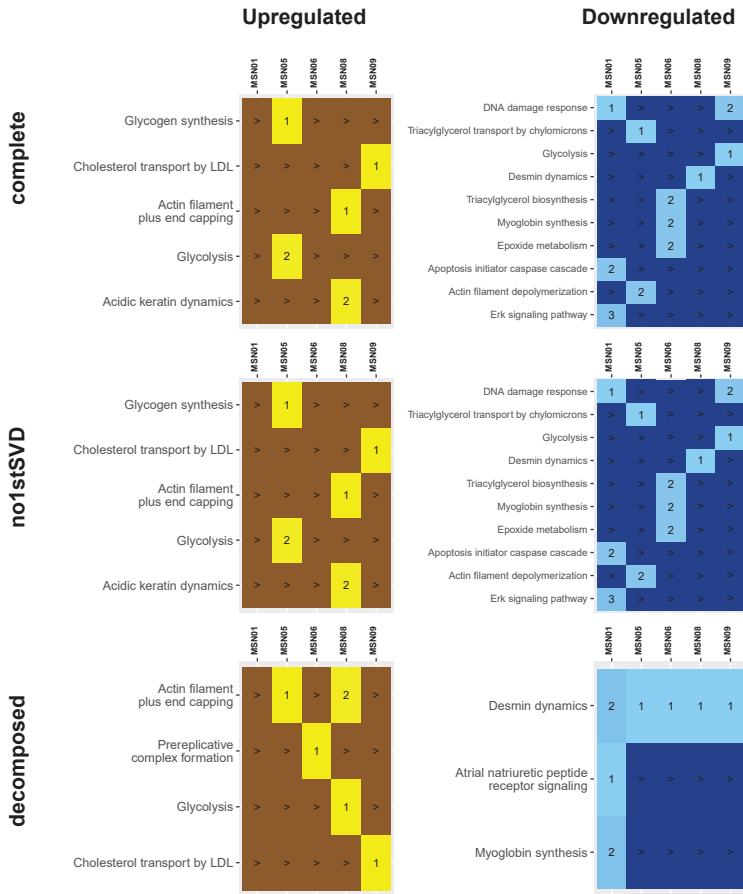 Upregulated
Downregulated
complete
MSN01 MSN05 MSN06 MSN08 MSN09
Glycogen synthesis > 1 > > >
Cholesterol transport by LDL > > > > 1
Actin filament
plus end capping > > > 1 >
Glycolysis > 2 > > >
Acidic keratin dynamics > > > 2 >
MSN01 MSN05 MSN06 MSN08 MSN09
DNA damage response 1 > > > 2
Triacylglycerol transport by chylomicrons > 1 > > >
Glycolysis > > > > 1
Desmin dynamics > > > 1 >
Triacylglycerol biosynthesis > > 2 > >
Myoglobin synthesis > > 2 > >
Epoxide metabolism > > 2 > >
Apoptosis initiator caspase cascade 2 > > > >
Actin filament depolymerization > 2 > > >
Erk signaling pathway 3 > > > >
no1stSVD
MSN01 MSN05 MSN06 MSN08 MSN09
Glycogen synthesis > 1 > > >
Cholesterol transport by LDL > > > > 1
Actin filament
plus end capping > > > 1 >
Glycolysis > 2 > > >
Acidic keratin dynamics > > > 2 >
MSN01 MSN05 MSN06 MSN08 MSN09
DNA damage response 1 > > > 2
Triacylglycerol transport by chylomicrons > 1 > > >
Glycolysis > > > > 1
Desmin dynamics > > > 1 >
Triacylglycerol biosynthesis > > 2 > >
Myoglobin synthesis > > 2 > >
Epoxide metabolism > > 2 > >
Apoptosis initiator caspase cascade 2 > > > >
Actin filament depolymerization > 2 > > >
Erk signaling pathway 3 > > > >
decomposed
MSN01 MSN05 MSN06 MSN08 MSN09
Actin filament
plus end capping > 1 > 2 >
Prereplicative
complex formation > > 1 > >
Glycolysis > > > 1 >
Cholesterol transport by LDL > > > > 1
MSN01 MSN05 MSN06 MSN08 MSN09
Desmin dynamics 2 1 1 1 1
Atrial natriuretic peptide
receptor signaling 1 > > > >
Myoglobin synthesis 2 > > > >